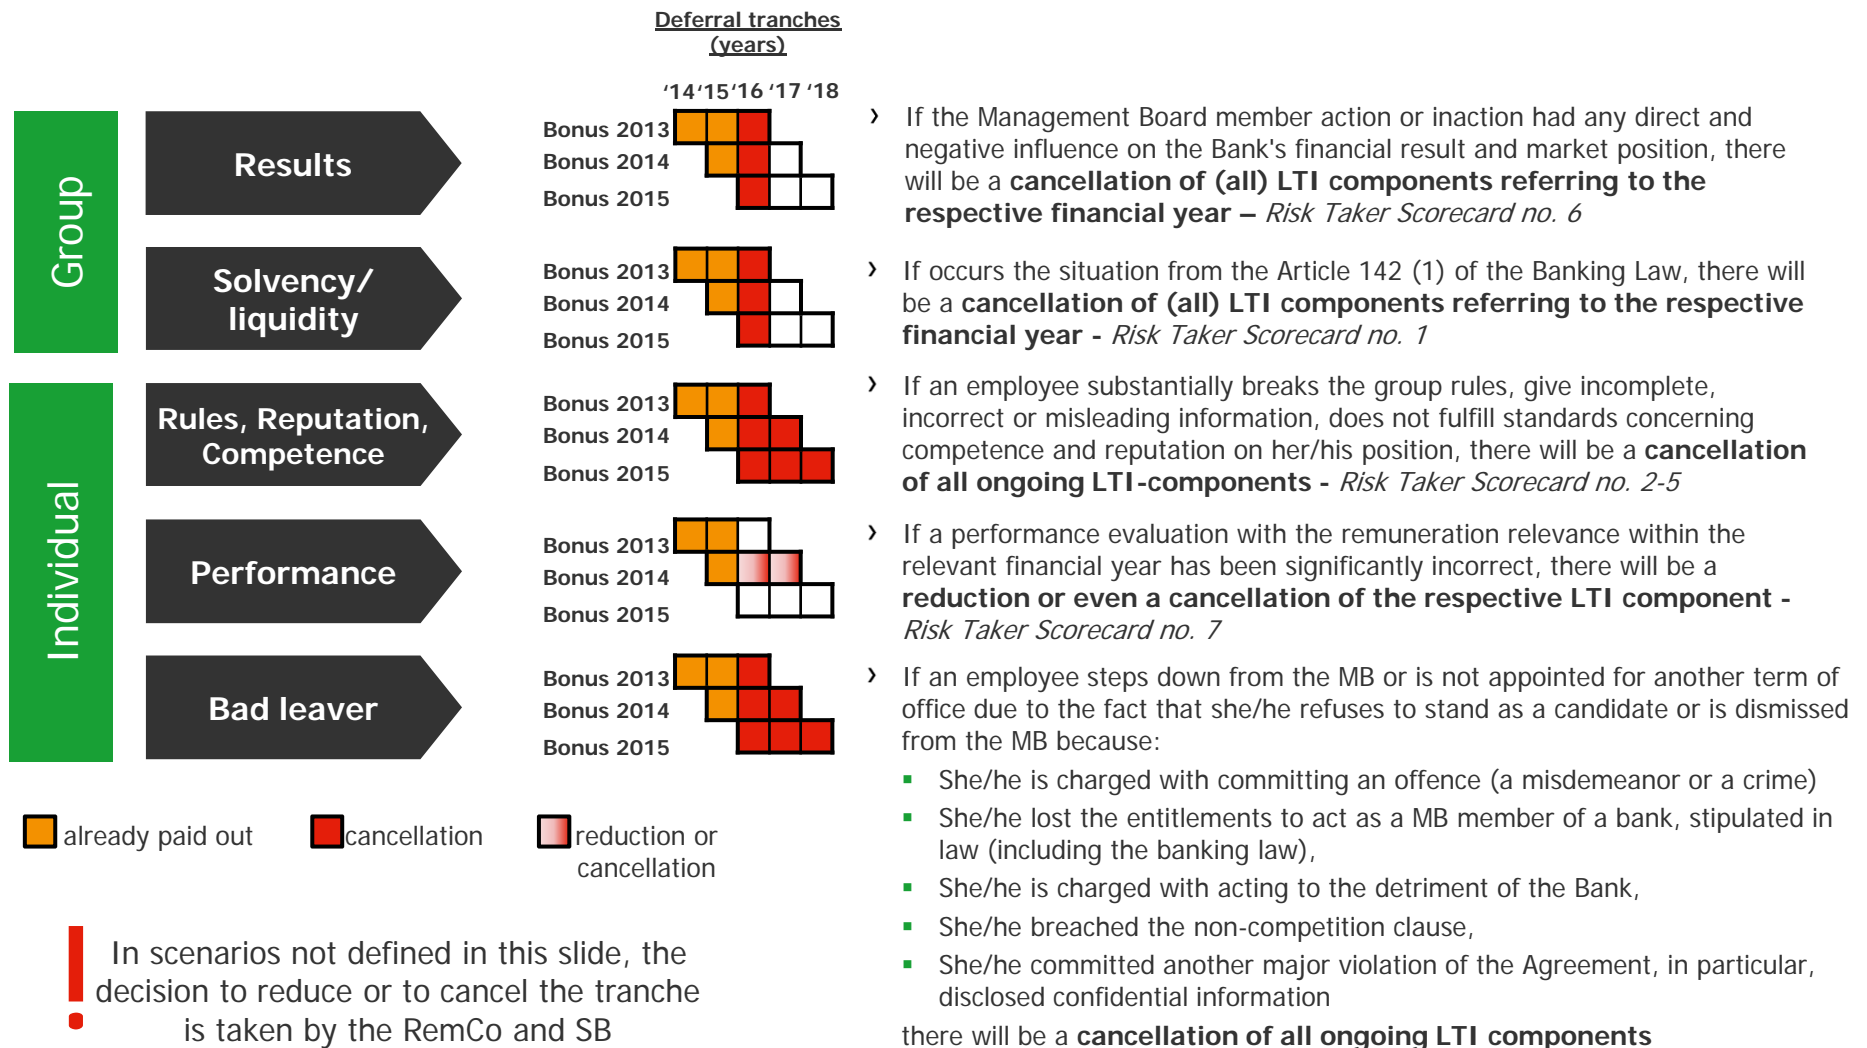 Deferral tranches
(years)
‘14‘15‘16 ‘17 ‘18
Group
Results
Bonus 2013
Bonus 2014
Bonus 2015
› If the Management Board member action or inaction had any direct and
negative influence on the Bank's financial result and market position, there
will be a cancellation of (all) LTI components referring to the
respective financial year – Risk Taker Scorecard no. 6
Solvency/
liquidity
Bonus 2013
Bonus 2014
Bonus 2015
› If occurs the situation from the Article 142 (1) of the Banking Law, there will
be a cancellation of (all) LTI components referring to the respective
financial year - Risk Taker Scorecard no. 1
Individual
Rules, Reputation,
Competence
Bonus 2013
Bonus 2014
Bonus 2015
› If an employee substantially breaks the group rules, give incomplete,
incorrect or misleading information, does not fulfill standards concerning
competence and reputation on her/his position, there will be a cancellation
of all ongoing LTI-components - Risk Taker Scorecard no. 2-5
Performance
Bonus 2013
Bonus 2014
Bonus 2015
› If a performance evaluation with the remuneration relevance within the
relevant financial year has been significantly incorrect, there will be a
reduction or even a cancellation of the respective LTI component -
Risk Taker Scorecard no. 7
Bad leaver
Bonus 2013
Bonus 2014
Bonus 2015
› If an employee steps down from the MB or is not appointed for another term of
office due to the fact that she/he refuses to stand as a candidate or is dismissed
from the MB because:
▪ She/he is charged with committing an offence (a misdemeanor or a crime)
▪ She/he lost the entitlements to act as a MB member of a bank, stipulated in
law (including the banking law),
▪ She/he is charged with acting to the detriment of the Bank,
▪ She/he breached the non-competition clause,
▪ She/he committed another major violation of the Agreement, in particular,
disclosed confidential information
there will be a cancellation of all ongoing LTI components
already paid out
cancellation
reduction or
cancellation
!
In scenarios not defined in this slide, the
decision to reduce or to cancel the tranche
is taken by the RemCo and SB